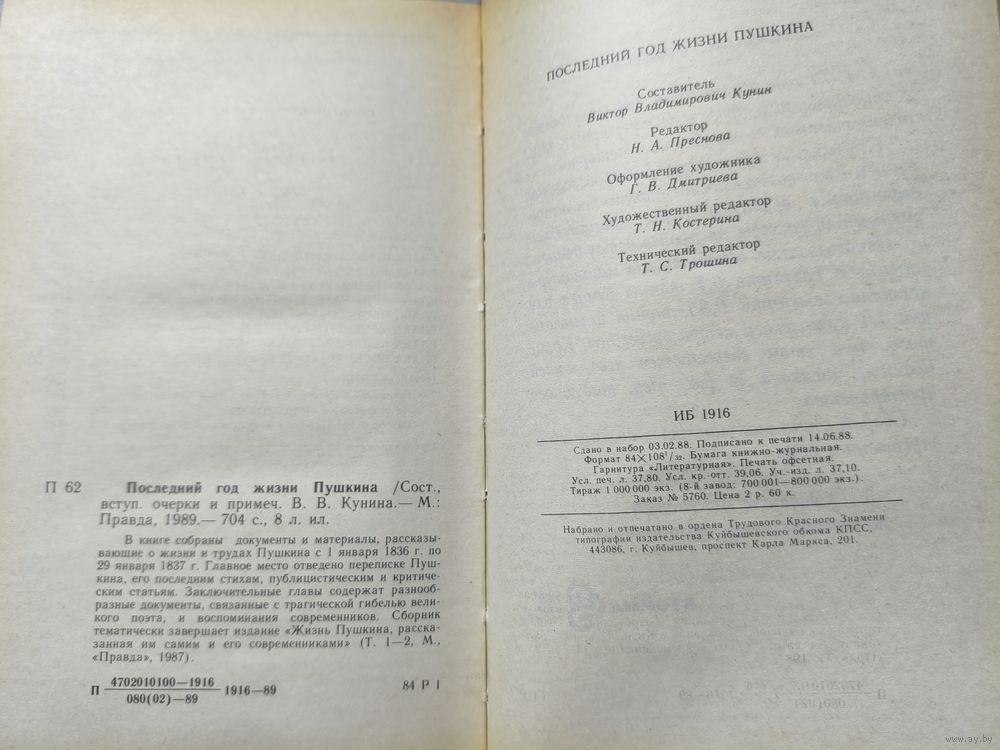 П 62 Последний год жизни Пушкина /Сост.,
вступ. очерки и примеч. В. В. Кунина.— М.:
Правда, 1989.— 704 с., 8 л. ил.
В книге собраны документы и материалы, рассказы-
вающие о жизни и трудах Пушкина с 1 января 1836 г. по
29 января 1837 г. Главное место отведено переписке Пуш-
кина, его последним стихам, публицистическим и критичес-
ким статьям. Заключительные главы содержат разнооб-
разные документы, связанные с трагической гибелью вели-
кого поэта, и воспоминания современников. Сборник
тематически завершает издание «Жизнь Пушкина, расска-
занная им самим и его современниками» (Т. 1—2, М.,
«Правда», 1987).
П 4702010100—1916
080(02)—89 1916—89 84 Р 1
ПОСЛЕДНИЙ ГОД ЖИЗНИ ПУШКИНА
Составитель
Виктор Владимирович Кунин
Редактор
Н. А. Преснова
Оформление художника
Г. В. Дмитриева
Художественный редактор
Т. Н. Костерина
Технический редактор
Т. С. Трошина
ИБ 1916
Сдано в набор 03.02.88. Подписано к печати 14.06.88.
Формат 84×108¹/₃₂. Бумага книжно-журнальная.
Гарнитура «Литературная». Печать офсетная.
Усл. печ. л. 37,80. Усл. кр.-отт. 39,06. Уч.-изд. л. 37,10.
Тираж 1 000 000 экз. (8-й завод: 700 001—800 000 экз.).
Заказ № 5760. Цена 2 р. 60 к.
Набрано и отпечатано в ордена Трудового Красного Знамени
типографии издательства Куйбышевского обкома КПСС,
443086, г. Куйбышев, проспект Карла Маркса, 201.
www.ay.by